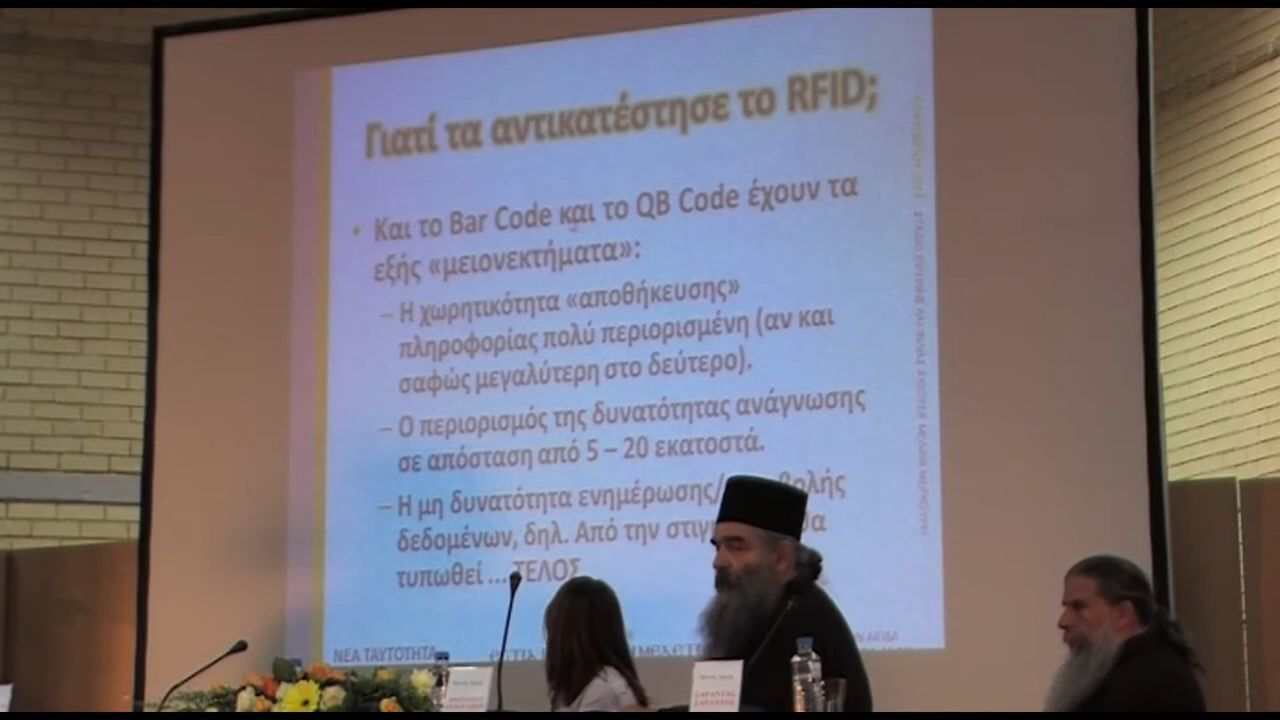 Γιατί τα αντικατέστησε το RFID;
• Και το Bar Code και το QB Code έχουν τα
εξής «μειονεκτήματα»:
– Η χωρητικότητα «αποθήκευσης»
πληροφορίας πολύ περιορισμένη (αν και
σαφώς μεγαλύτερη στο δεύτερο).
– Ο περιορισμός της δυνατότητας ανάγνωσης
σε απόσταση από 5 – 20 εκατοστά.
– Η μη δυνατότητα ενημέρωσης/
δεδομένων, δηλ. Από την
τυπωθεί ... ΤΕΛΟΣ
ΝΕΑ ΤΑΥΤΟΤΗΤΑ